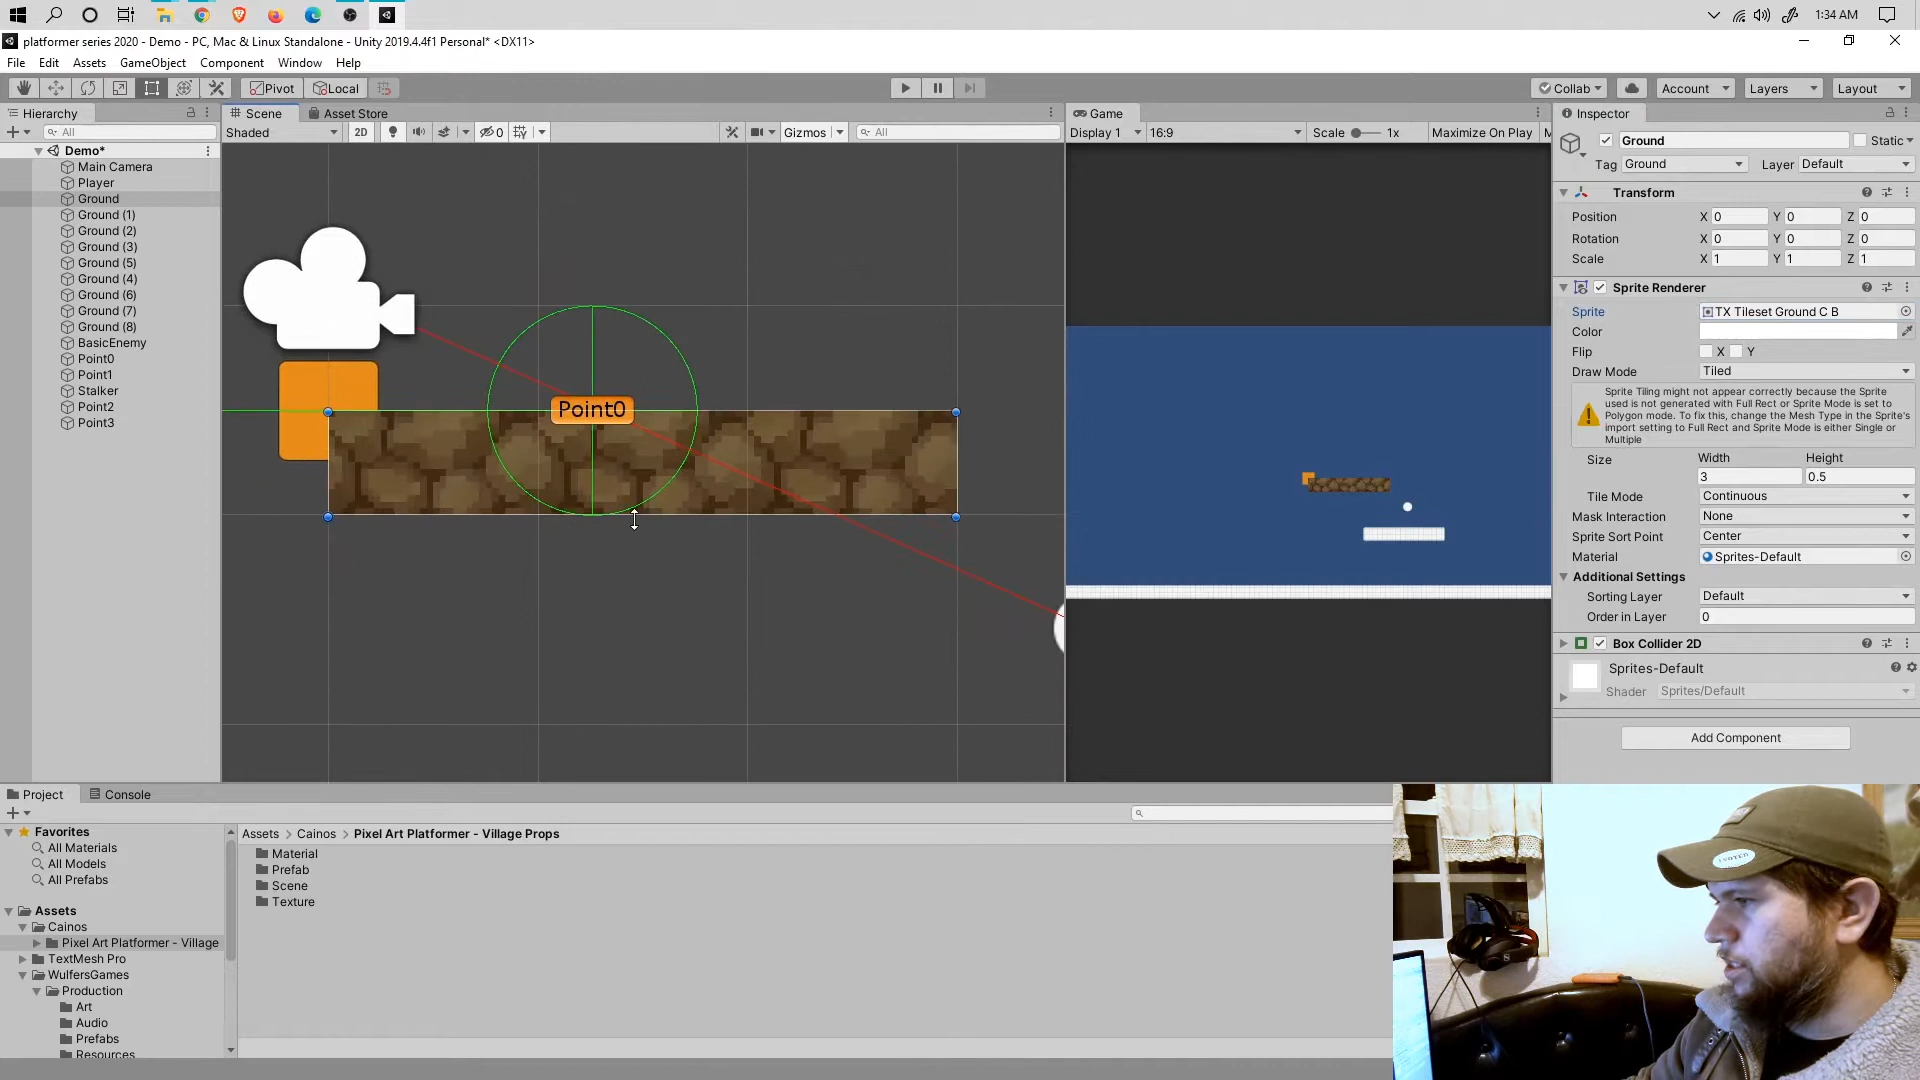 1:34 AM
platformer series 2020 - Demo - PC, Mac & Linux Standalone - Unity 2019.4.4f1 Personal* <DX11>
File Edit Assets GameObject Component Window Help
Pivot Local Collab Account Layers Layout
Hierarchy
All
Demo*
Main Camera
Player
Ground
Ground (1)
Ground (2)
Ground (3)
Ground (5)
Ground (4)
Ground (6)
Ground (7)
Ground (8)
BasicEnemy
Point0
Point1
Stalker
Point2
Point3
Scene Asset Store
Shaded 2D 0 Gizmos All
Point0
Game
Display 1 16:9 Scale 1x Maximize On Play M
Inspector
Ground Static
Tag Ground Layer Default
Transform
Position X 0 Y 0 Z 0
Rotation X 0 Y 0 Z 0
Scale X 1 Y 1 Z 1
Sprite Renderer
Sprite TX Tileset Ground C B
Color
Flip X Y
Draw Mode Tiled
Sprite Tiling might not appear correctly because the Sprite
used is not generated with Full Rect or Sprite Mode is set to
Polygon mode. To fix this, change the Mesh Type in the Sprite's
import setting to Full Rect and Sprite Mode is either Single or
Multiple
Size Width Height
3 0.5
Tile Mode Continuous
Mask Interaction None
Sprite Sort Point Center
Material Sprites-Default
Additional Settings
Sorting Layer Default
Order in Layer 0
Box Collider 2D
Sprites-Default
Shader Sprites/Default
Add Component
Project Console
Favorites
All Materials
All Models
All Prefabs
Assets
Cainos
Pixel Art Platformer - Village
TextMesh Pro
WulfersGames
Production
Art
Audio
Prefabs
Resources
Assets > Cainos > Pixel Art Platformer - Village Props
Material
Prefab
Scene
Texture
I VOTED